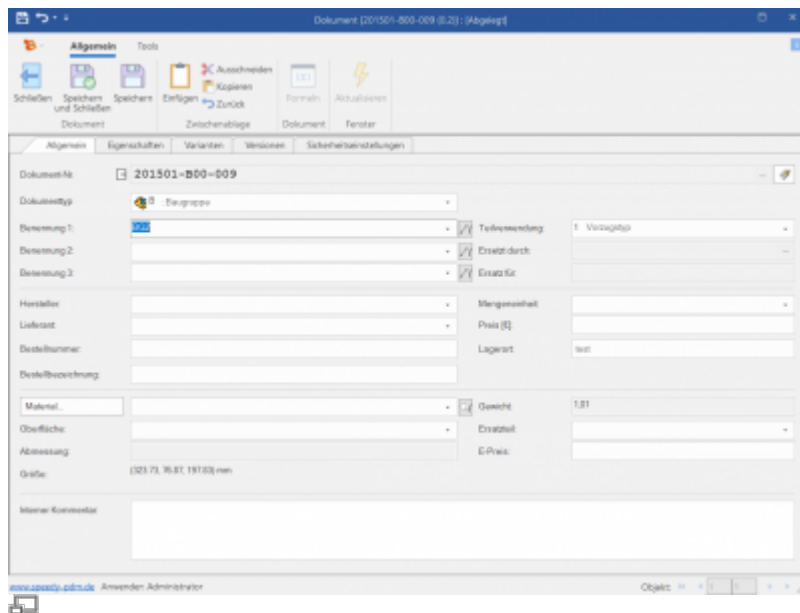 Dokument [201501-B00-009 (0.2)] : [Abgelegt]
Allgemein Tools
Schließen Speichern und Schließen Speichern Einfügen Ausschneiden Kopieren Zurück Formeln Aktualisieren
Dokument Zwischenablage Dokument Fenster
Allgemein Eigenschaften Varianten Versionen Sicherheitseinstellungen
Dokument-Nr. 201501-B00-009
Dokumenttyp : Baugruppe
Benennung 1: Teilverwendung:
Benennung 2: Ersetzt durch:
Benennung 3: Ersatz für:
Hersteller: Mengeneinheit:
Lieferant: Preis [€]:
Bestellnummer: Lagerort: test
Bestellbezeichnung:
Material... Gewicht: 1,01
Oberfläche: Ersatzteil:
Abmessung: E-Preis:
Größe:
Interner Kommentar:
www.speedy-pdm.de Anwender: Administrator Objekt: